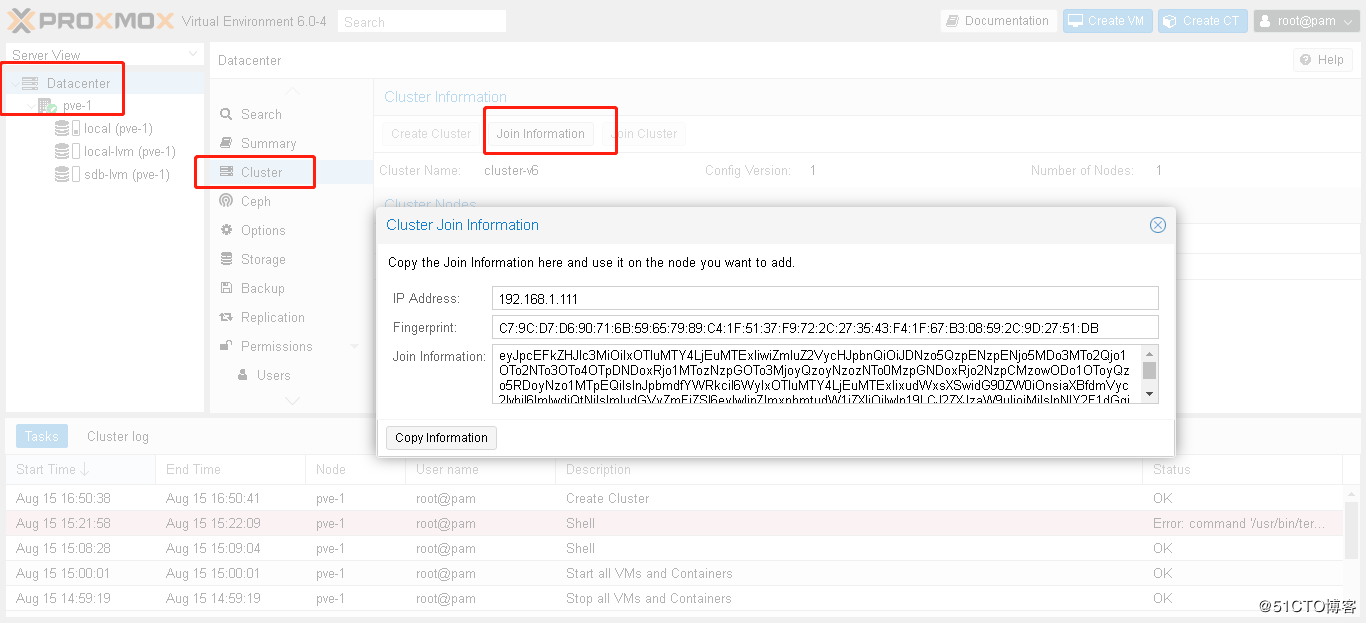 PROXMOX Virtual Environment 6.0-4 Search Documentation Create VM Create CT root@pam
Server View
Datacenter
pve-1
local (pve-1)
local-lvm (pve-1)
sdb-lvm (pve-1)
Datacenter Help
Search
Summary
Cluster
Ceph
Options
Storage
Backup
Replication
Permissions
Users
Cluster Information
Create Cluster Join Information Join Cluster
Cluster Name: cluster-v6 Config Version: 1 Number of Nodes: 1
Cluster Nodes
Cluster Join Information
Copy the Join Information here and use it on the node you want to add.
IP Address: 192.168.1.111
Fingerprint: C7:9C:D7:D6:90:71:6B:59:65:79:89:C4:1F:51:37:F9:72:2C:27:35:43:F4:1F:67:B3:08:59:2C:9D:27:51:DB
Join Information:
Copy Information
Tasks Cluster log
Start Time End Time Node User name Description Status
Aug 15 16:50:38 Aug 15 16:50:41 pve-1 root@pam Create Cluster OK
Aug 15 15:21:58 Aug 15 15:22:09 pve-1 root@pam Shell Error: command '/usr/bin/ter...
Aug 15 15:08:28 Aug 15 15:09:04 pve-1 root@pam Shell OK
Aug 15 15:00:01 Aug 15 15:00:01 pve-1 root@pam Start all VMs and Containers OK
Aug 15 14:59:19 Aug 15 14:59:19 pve-1 root@pam Stop all VMs and Containers OK
@51CTO博客